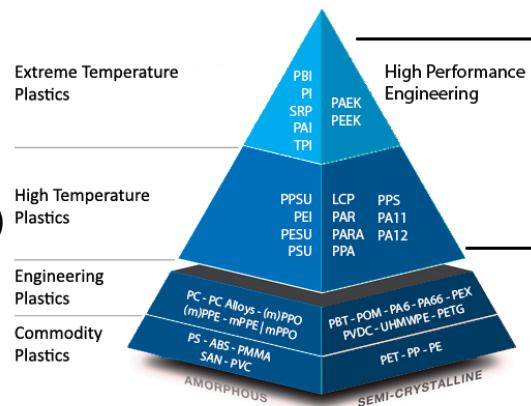 Extreme Temperature
Plastics
PBI
PI
SRP
PAI
TPI
PAEK
PEEK
High Performance
Engineering
High Temperature
Plastics
PPSU
PEI
PESU
PSU
LCP
PAR
PARA
PPA
PPS
PA11
PA12
Engineering
Plastics
PC - PC Alloys - (m)PPO
(m)PPE - mPPE | mPPO
PBT - POM - PA6 - PA66 - PEX
PVDC - UHMWPE - PETG
Commodity
Plastics
PS - ABS - PMMA
SAN - PVC
PET - PP - PE
AMORPHOUS
SEMI-CRYSTALLINE